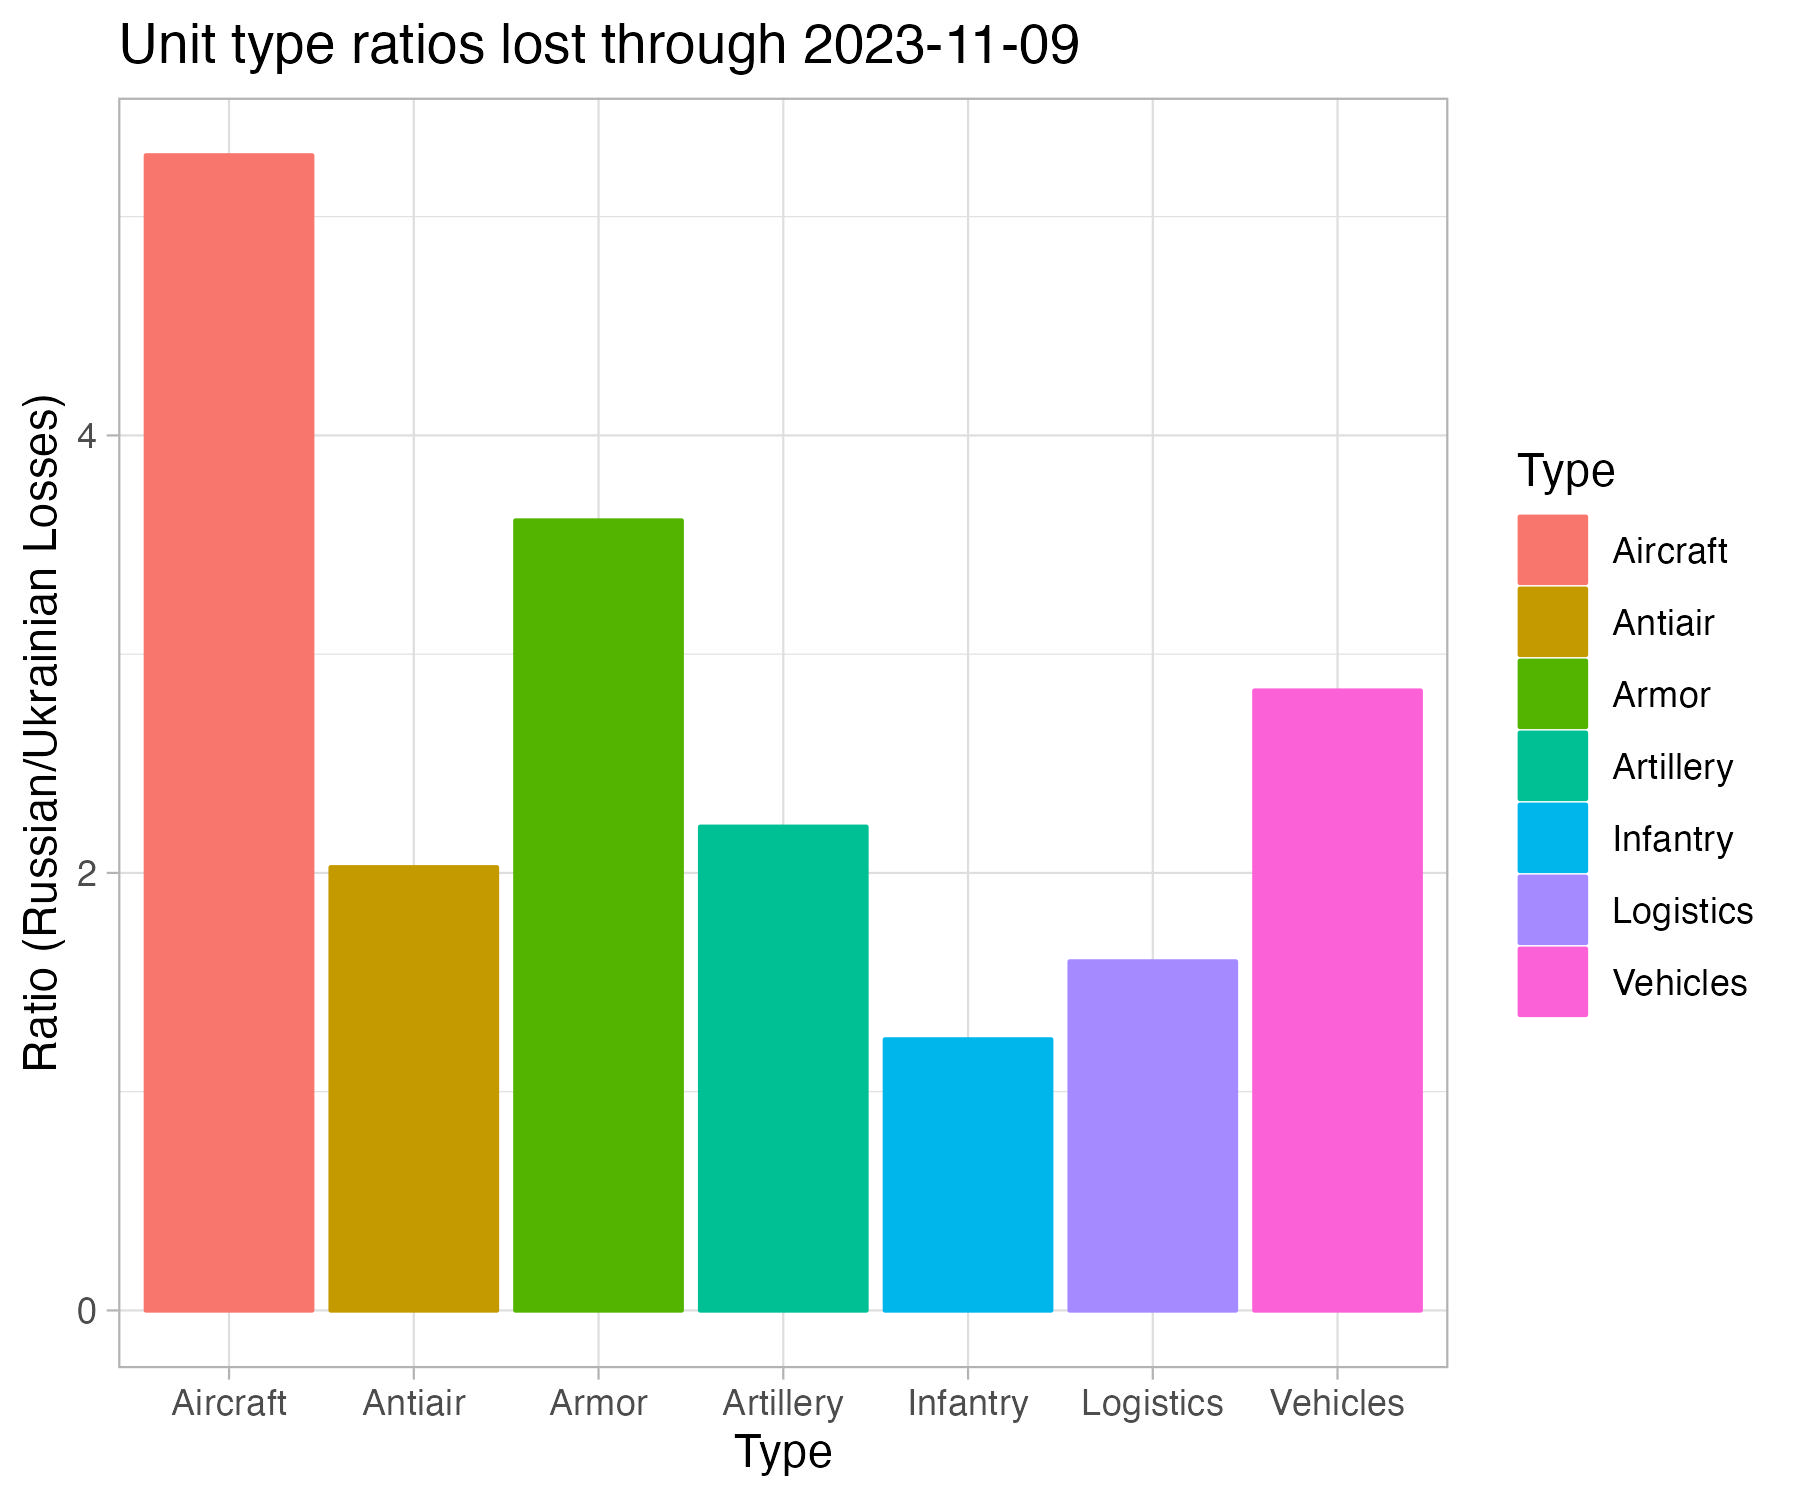 Unit type ratios lost through 2023-11-09
Ratio (Russian/Ukrainian Losses)
4
2
0
Aircraft Antiair Armor Artillery Infantry Logistics Vehicles
Type
Type
Aircraft
Antiair
Armor
Artillery
Infantry
Logistics
Vehicles